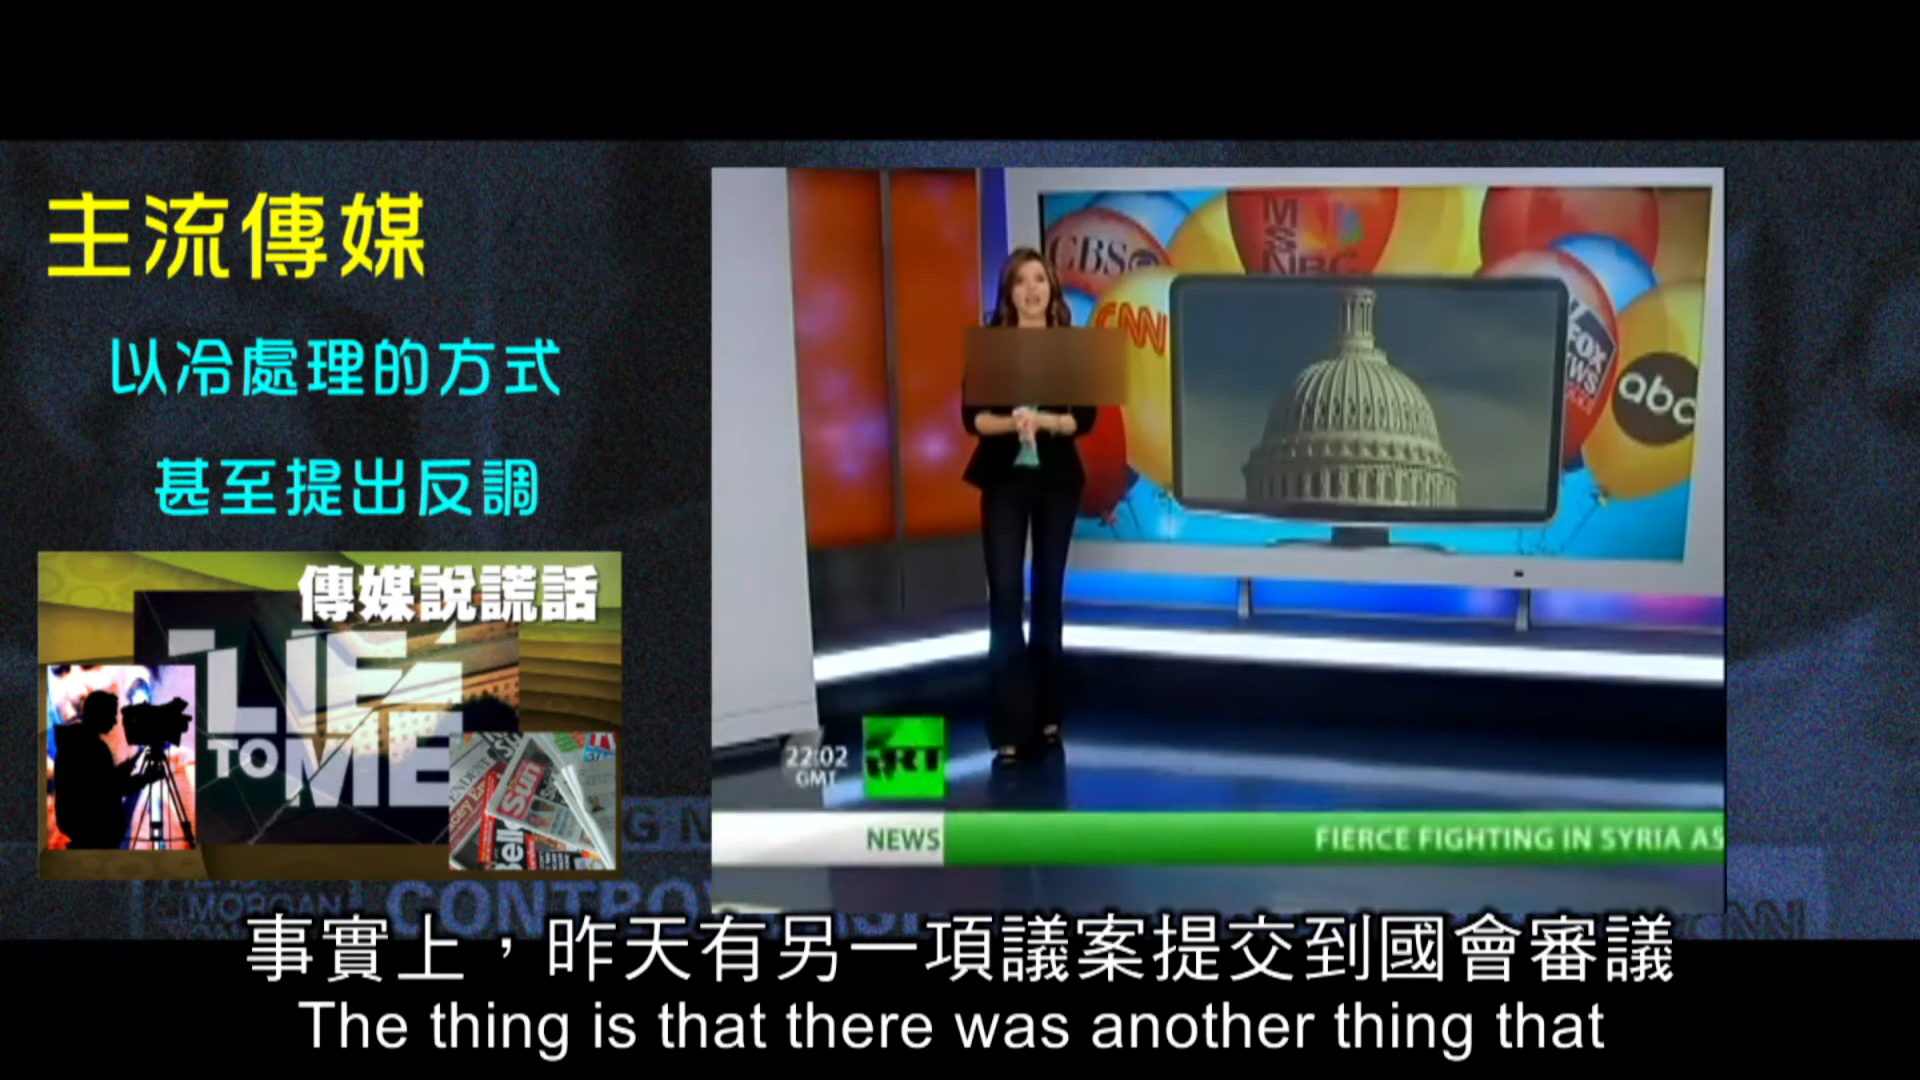 主流傳媒
以冷處理的方式
甚至提出反調
傳媒說謊話
LIE
TO ME
Sun
CBS
MSNBC
CNN
FOX
NEWS
abc
22:02
GMT
RT
NEWS
FIERCE FIGHTING IN SYRIA AS
MORGAN
CNN
事實上，昨天有另一項議案提交到國會審議
The thing is that there was another thing that